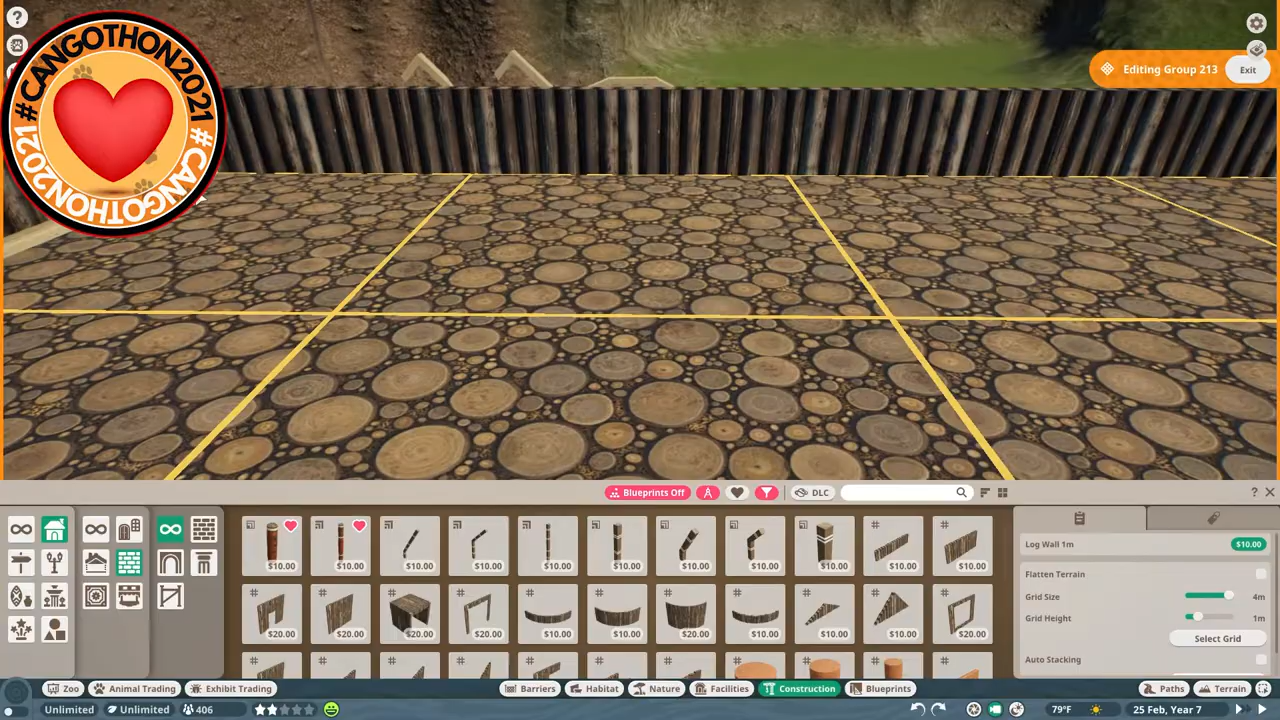 ?
#CANGOTHON2021
#CANGOTHON2021
Editing Group 213
Exit
Blueprints Off
DLC
? ×
$10.00 $10.00 $10.00 $10.00 $10.00 $10.00 $10.00 $10.00 $10.00 $10.00 $10.00
$20.00 $20.00 $20.00 $20.00 $10.00 $10.00 $20.00 $10.00 $10.00 $10.00 $20.00
Log Wall 1m $10.00
Flatten Terrain
Grid Size 4m
Grid Height 1m
Select Grid
Auto Stacking
Zoo Animal Trading Exhibit Trading Barriers Habitat Nature Facilities Construction Blueprints Paths Terrain
Unlimited Unlimited 406 79°F 25 Feb, Year 7